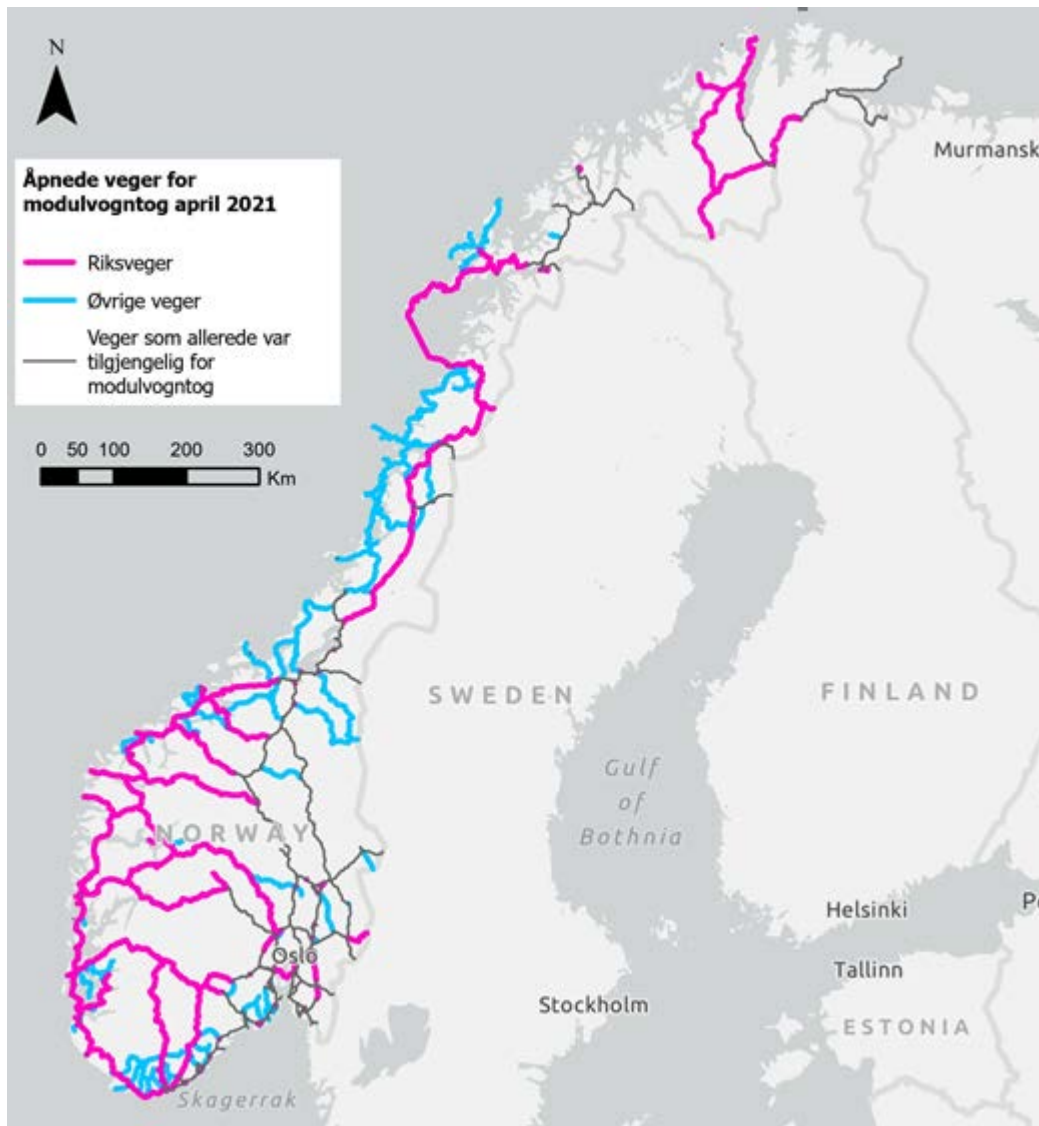 N
Murmansk
Åpnede veger for
modulvogntog april 2021
Riksveger
Øvrige veger
Veger som allerede var
tilgjengelig for
modulvogntog
0 50 100 200 300
Km
SWEDEN
FINLAND
Gulf
of
Bothnia
NORWAY
Helsinki
Oslo
Tallinn
Stockholm
ESTONIA
Skagerrak